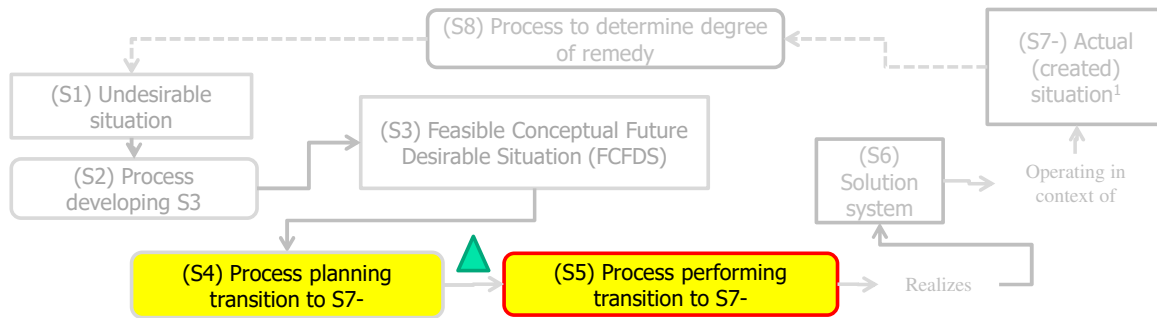 (S8) Process to determine degree
of remedy
(S7-) Actual
(created)
situation¹
(S1) Undesirable
situation
(S3) Feasible Conceptual Future
Desirable Situation (FCFDS)
(S2) Process
developing S3
(S6)
Solution
system
Operating in
context of
(S4) Process planning
transition to S7-
(S5) Process performing
transition to S7-
Realizes